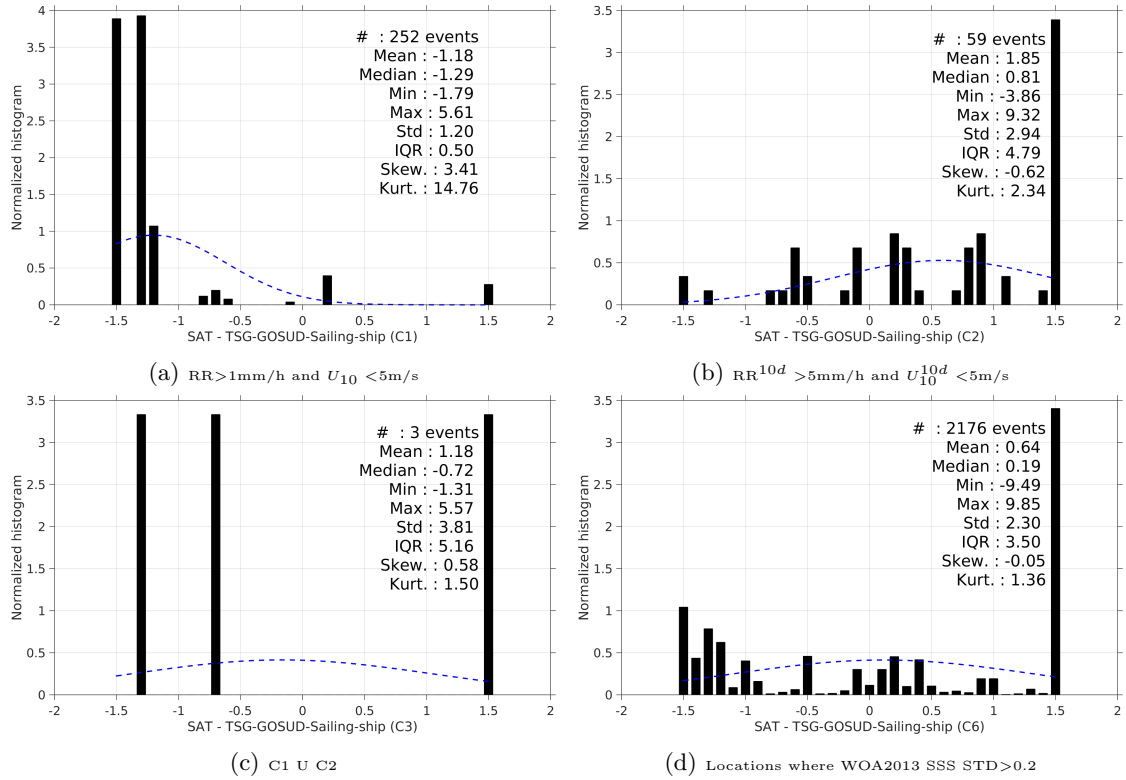 4
3.5
3
2.5
2
1.5
1
0.5
0
Normalized histogram
# : 252 events
Mean : -1.18
Median : -1.29
Min : -1.79
Max : 5.61
Std : 1.20
IQR : 0.50
Skew. : 3.41
Kurt. : 14.76
-2 -1.5 -1 -0.5 0 0.5 1 1.5 2
SAT - TSG-GOSUD-Sailing-ship (C1)
(a) RR>1mm/h and U10 <5m/s
3.5
3
2.5
2
1.5
1
0.5
0
Normalized histogram
# : 59 events
Mean : 1.85
Median : 0.81
Min : -3.86
Max : 9.32
Std : 2.94
IQR : 4.79
Skew. : -0.62
Kurt. : 2.34
-2 -1.5 -1 -0.5 0 0.5 1 1.5 2
SAT - TSG-GOSUD-Sailing-ship (C2)
(b) RR^10d >5mm/h and U10^10d <5m/s
3.5
3
2.5
2
1.5
1
0.5
0
Normalized histogram
# : 3 events
Mean : 1.18
Median : -0.72
Min : -1.31
Max : 5.57
Std : 3.81
IQR : 5.16
Skew. : 0.58
Kurt. : 1.50
-2 -1.5 -1 -0.5 0 0.5 1 1.5 2
SAT - TSG-GOSUD-Sailing-ship (C3)
(c) C1 U C2
3.5
3
2.5
2
1.5
1
0.5
0
Normalized histogram
# : 2176 events
Mean : 0.64
Median : 0.19
Min : -9.49
Max : 9.85
Std : 2.30
IQR : 3.50
Skew. : -0.05
Kurt. : 1.36
-2 -1.5 -1 -0.5 0 0.5 1 1.5 2
SAT - TSG-GOSUD-Sailing-ship (C6)
(d) Locations where WOA2013 SSS STD>0.2